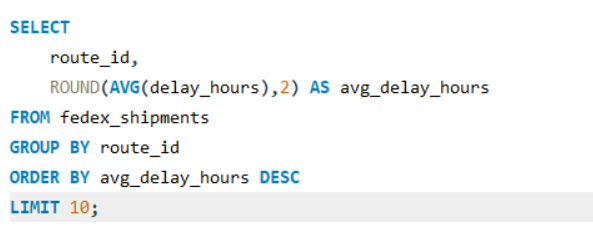 SELECT
    route_id,
    ROUND(AVG(delay_hours),2) AS avg_delay_hours
FROM fedex_shipments
GROUP BY route_id
ORDER BY avg_delay_hours DESC
LIMIT 10;